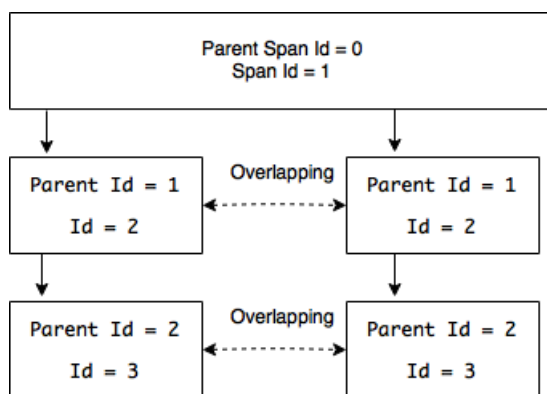 Parent Span Id = 0
Span Id = 1
Parent Id = 1
Id = 2
Overlapping
Parent Id = 1
Id = 2
Parent Id = 2
Id = 3
Overlapping
Parent Id = 2
Id = 3